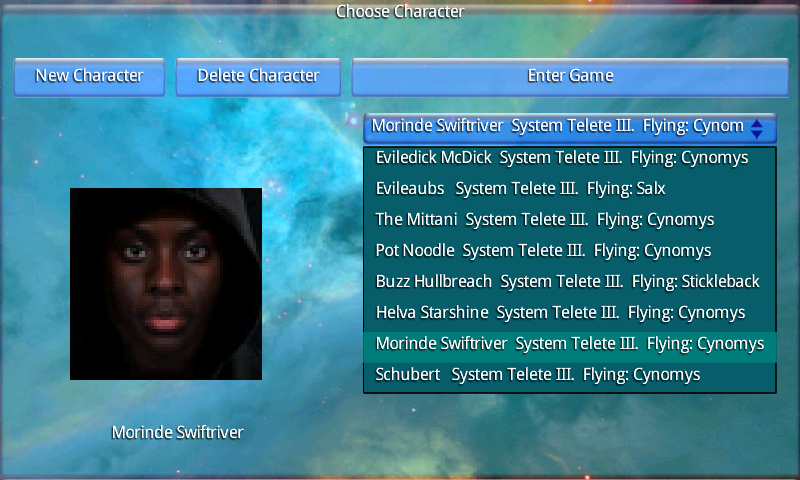 Choose Character
New Character
Delete Character
Enter Game
Morinde Swiftriver System Telete III. Flying: Cynom
Eviledick McDick System Telete III. Flying: Cynomys
Evileaubs System Telete III. Flying: Salx
The Mittani System Telete III. Flying: Cynomys
Pot Noodle System Telete III. Flying: Cynomys
Buzz Hullbreach System Telete III. Flying: Stickleback
Helva Starshine System Telete III. Flying: Cynomys
Morinde Swiftriver System Telete III. Flying: Cynomys
Schubert System Telete III. Flying: Cynomys
Morinde Swiftriver